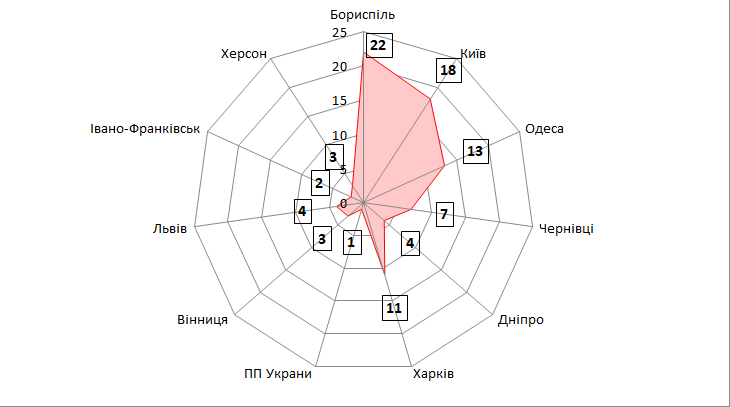 Бориспіль
25
22
Херсон
Київ
20
18
15
Івано-Франківськ
Одеса
10
13
3
5
2
0
4
7
Львів
Чернівці
3
1
4
11
Вінниця
Дніпро
ПП Украни
Харків